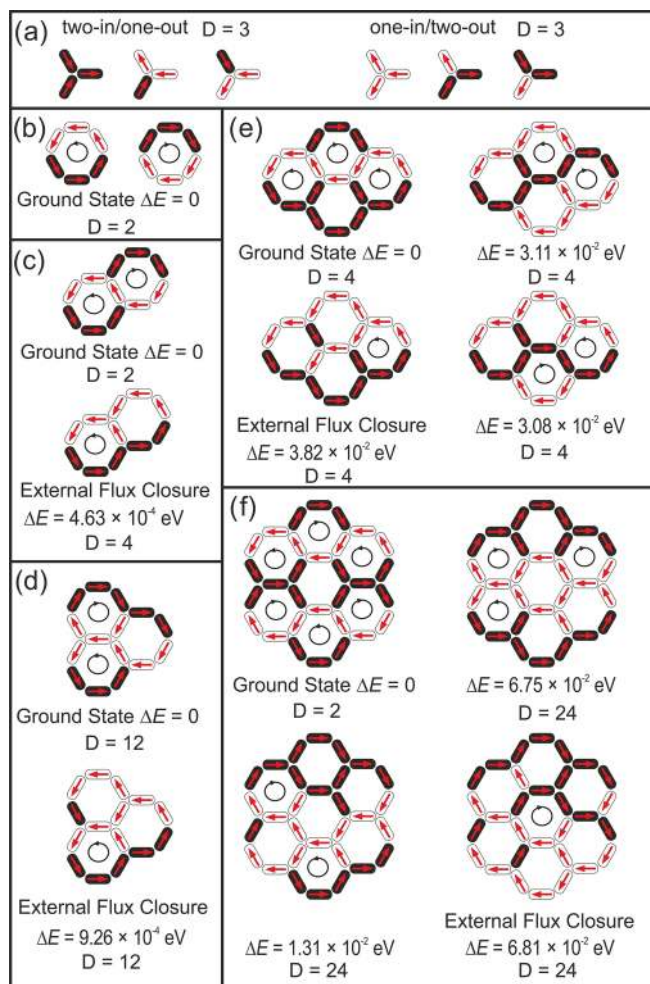 (a) two-in/one-out D = 3 one-in/two-out D = 3
(b)
Ground State ΔE = 0
D = 2
(c)
Ground State ΔE = 0
D = 2
External Flux Closure
ΔE = 4.63 × 10⁻⁴ eV
D = 4
(d)
Ground State ΔE = 0
D = 12
External Flux Closure
ΔE = 9.26 × 10⁻⁴ eV
D = 12
(e)
Ground State ΔE = 0
D = 4
ΔE = 3.11 × 10⁻² eV
D = 4
External Flux Closure
ΔE = 3.82 × 10⁻² eV
D = 4
ΔE = 3.08 × 10⁻² eV
D = 4
(f)
Ground State ΔE = 0
D = 2
ΔE = 6.75 × 10⁻² eV
D = 24
ΔE = 1.31 × 10⁻² eV
D = 24
External Flux Closure
ΔE = 6.81 × 10⁻² eV
D = 24